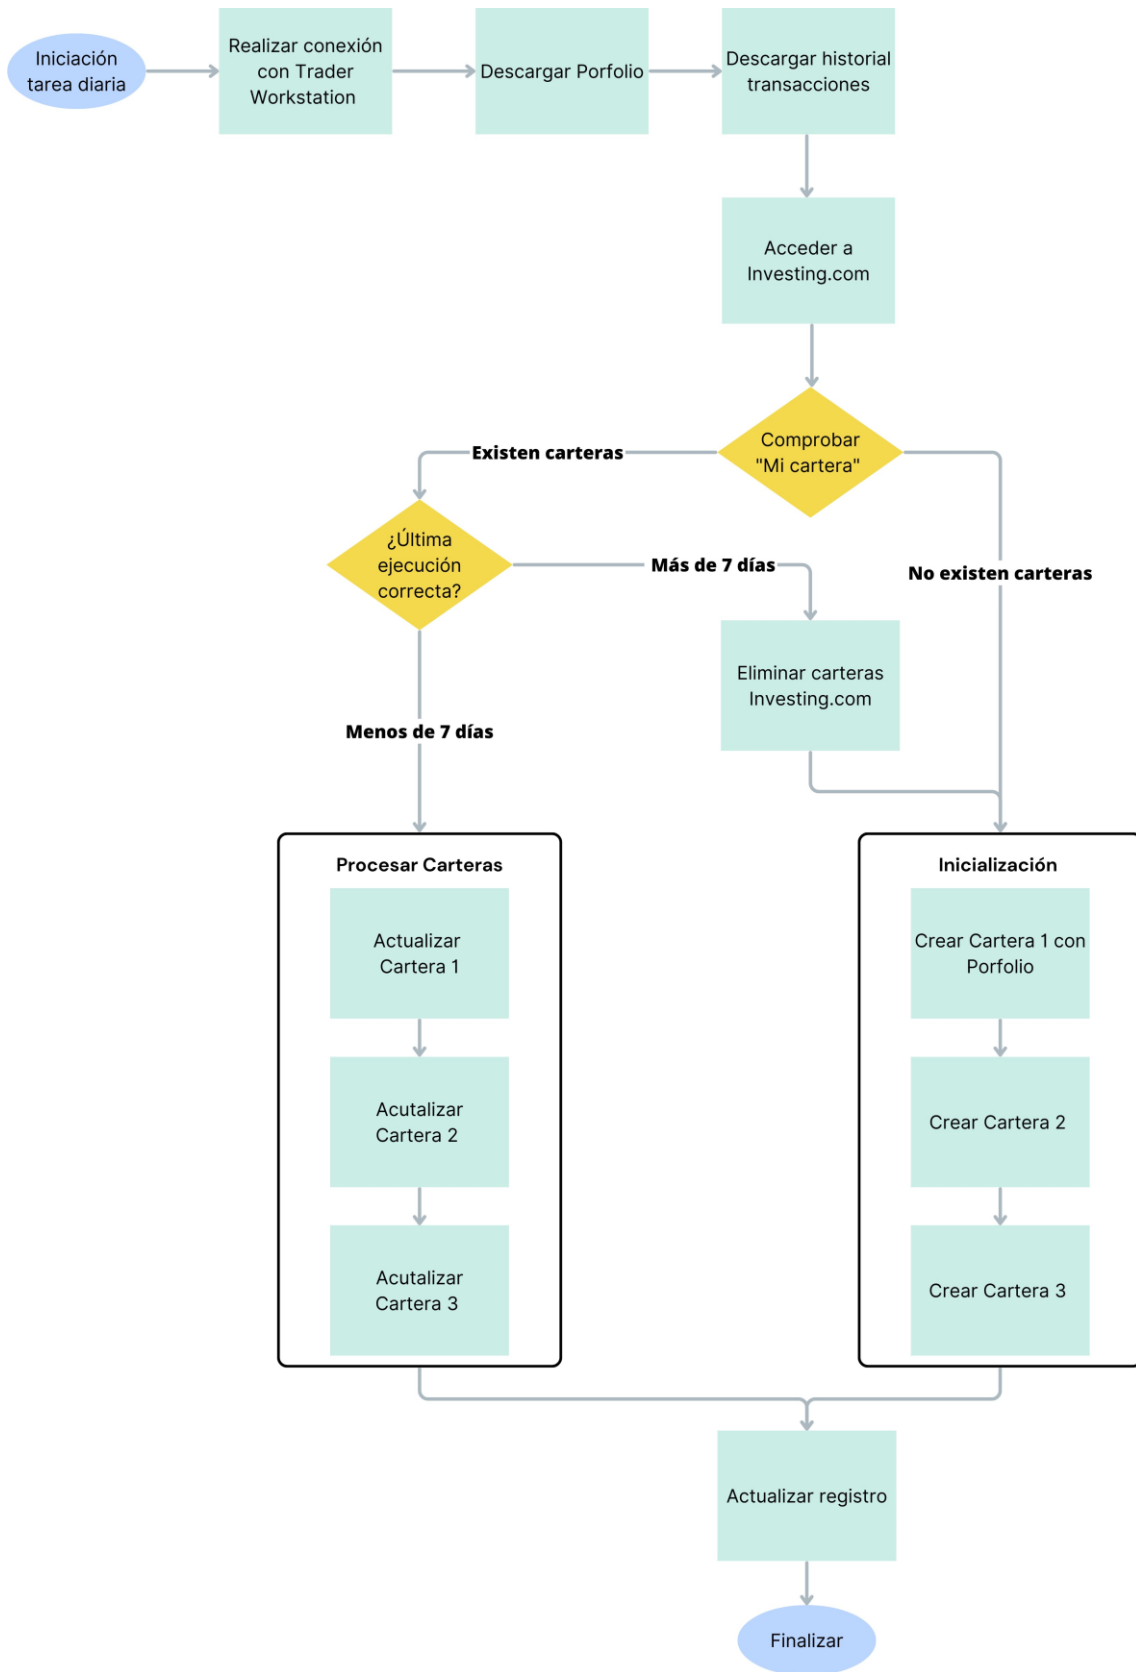 Iniciación
tarea diaria
Realizar conexión
con Trader
Workstation
Descargar Porfolio
Descargar historial
transacciones
Acceder a
Investing.com
Comprobar
"Mi cartera"
Existen carteras
¿Última
ejecución
correcta?
Más de 7 días
No existen carteras
Eliminar carteras
Investing.com
Menos de 7 días
Procesar Carteras
Actualizar
Cartera 1
Acutalizar
Cartera 2
Acutalizar
Cartera 3
Inicialización
Crear Cartera 1 con
Porfolio
Crear Cartera 2
Crear Cartera 3
Actualizar registro
Finalizar